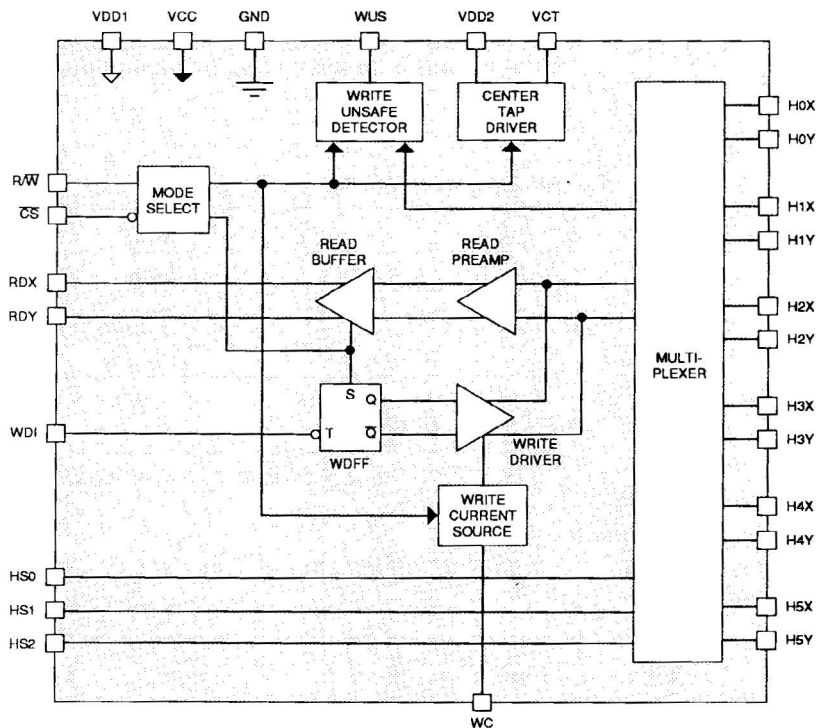 VDD1 VCC GND WUS VDD2 VCT
WRITE
UNSAFE
DETECTOR
CENTER
TAP
DRIVER
H0X
H0Y
R/W̅
C̅S̅
MODE
SELECT
H1X
H1Y
READ
BUFFER
READ
PREAMP
RDX
RDY
H2X
H2Y
MULTI-
PLEXER
S Q
T Q̅
WDFF
WDI
WRITE
DRIVER
H3X
H3Y
WRITE
CURRENT
SOURCE
H4X
H4Y
HS0
HS1
HS2
H5X
H5Y
WC